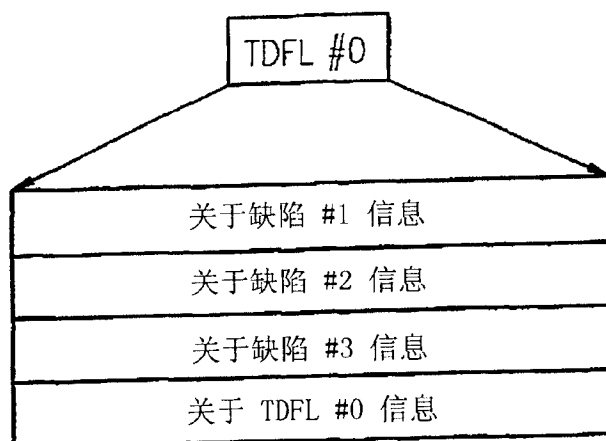 TDFL #0
关于缺陷 #1 信息
关于缺陷 #2 信息
关于缺陷 #3 信息
关于 TDFL #0 信息